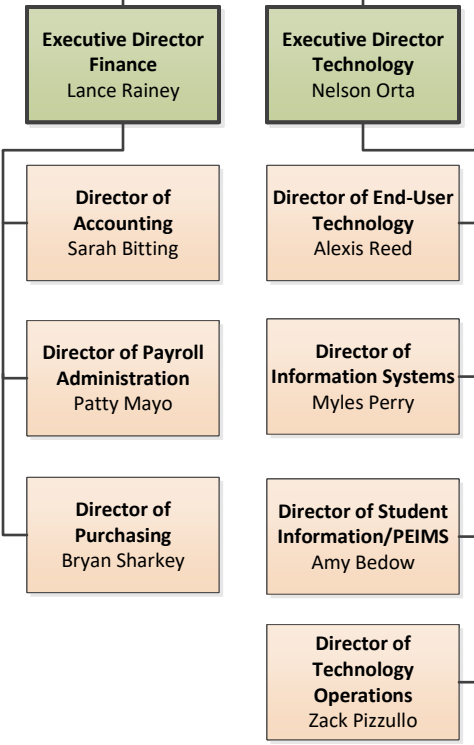 Executive Director
Finance
Lance Rainey
Director of
Accounting
Sarah Bitting
Director of Payroll
Administration
Patty Mayo
Director of
Purchasing
Bryan Sharkey
Executive Director
Technology
Nelson Orta
Director of End-User
Technology
Alexis Reed
Director of
Information Systems
Myles Perry
Director of Student
Information/PEIMS
Amy Bedow
Director of
Technology
Operations
Zack Pizzullo